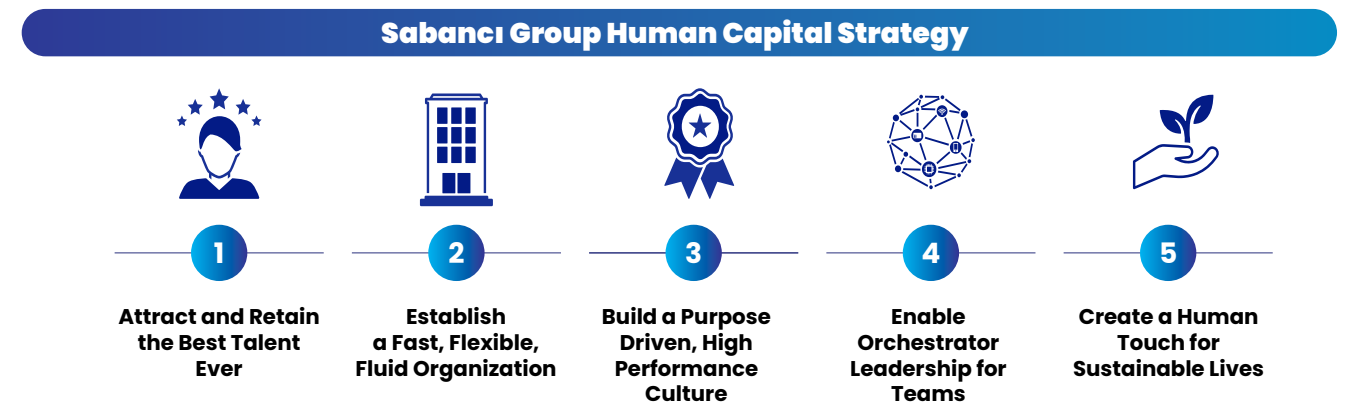 Sabancı Group Human Capital Strategy
1
Attract and Retain
the Best Talent
Ever
2
Establish
a Fast, Flexible,
Fluid Organization
3
Build a Purpose
Driven, High
Performance
Culture
4
Enable
Orchestrator
Leadership for
Teams
5
Create a Human
Touch for
Sustainable Lives